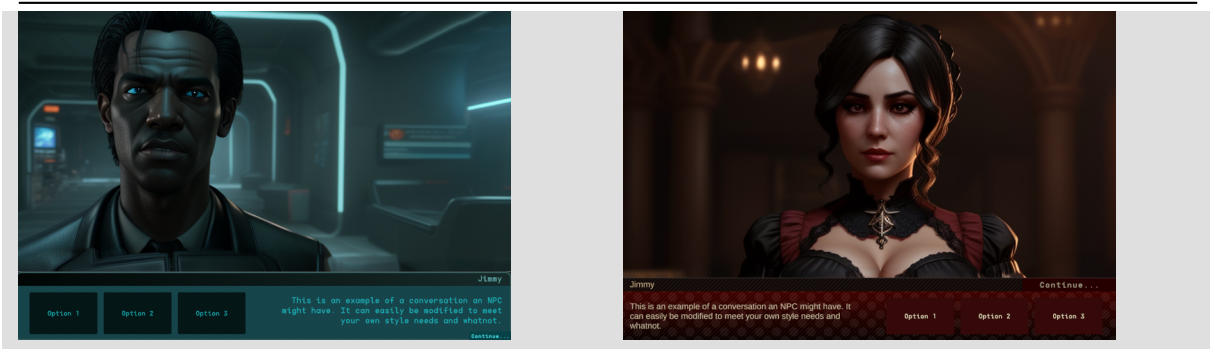 Jimmy
Option 1
Option 2
Option 3
This is an example of a conversation an NPC
might have. It can easily be modified to meet
your own style needs and whatnot.
Continue...
Jimmy
Continue...
This is an example of a conversation an NPC might have. It
can easily be modified to meet your own style needs and
whatnot.
Option 1
Option 2
Option 3